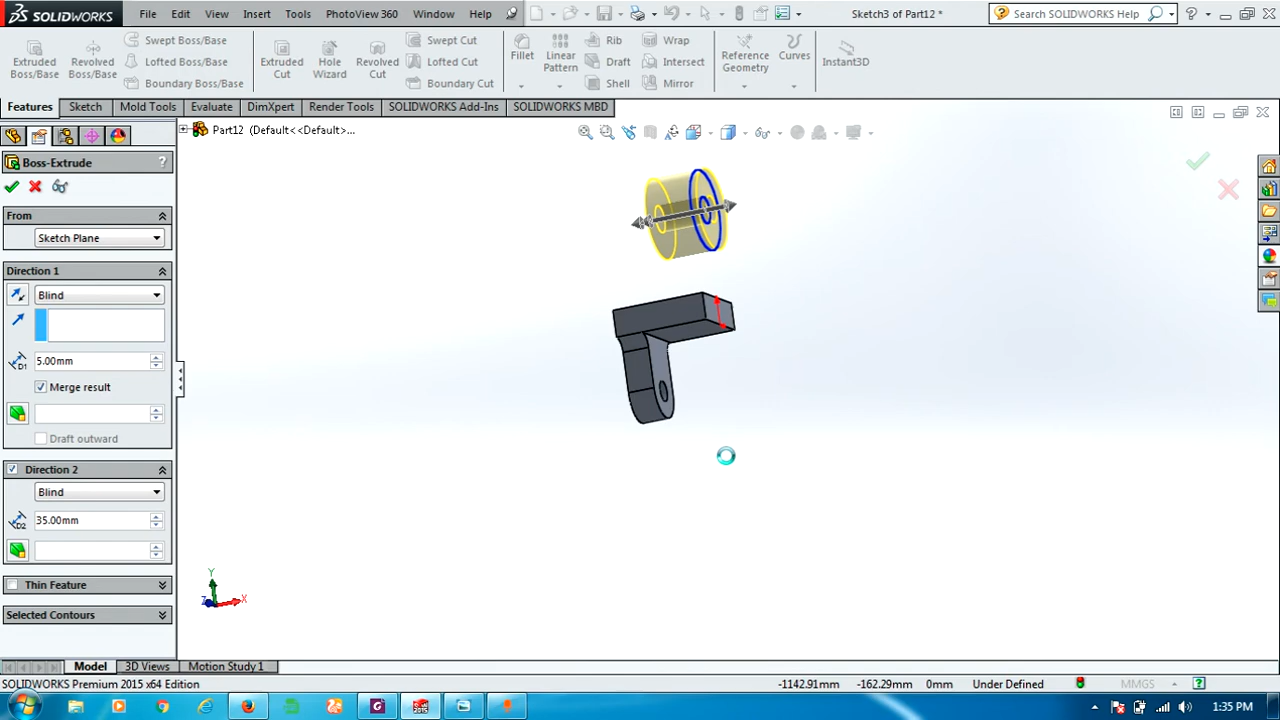 SOLIDWORKS File Edit View Insert Tools PhotoView 360 Window Help Sketch3 of Part12 * Search SOLIDWORKS Help
Extruded Boss/Base
Revolved Boss/Base
Swept Boss/Base
Lofted Boss/Base
Boundary Boss/Base
Extruded Cut
Hole Wizard
Revolved Cut
Swept Cut
Lofted Cut
Boundary Cut
Fillet
Linear Pattern
Rib
Draft
Shell
Wrap
Intersect
Mirror
Reference Geometry
Curves
Instant3D
Features Sketch Mold Tools Evaluate DimXpert Render Tools SOLIDWORKS Add-Ins SOLIDWORKS MBD
Part12 (Default<<Default>...
Boss-Extrude ?
From
Sketch Plane
Direction 1
Blind
D1 5.00mm
Merge result
Draft outward
Direction 2
Blind
D2 35.00mm
Thin Feature
Selected Contours
Y
Z X
Model 3D Views Motion Study 1
SOLIDWORKS Premium 2015 x64 Edition -1142.91mm -162.29mm 0mm Under Defined MMGS ?
1:35 PM